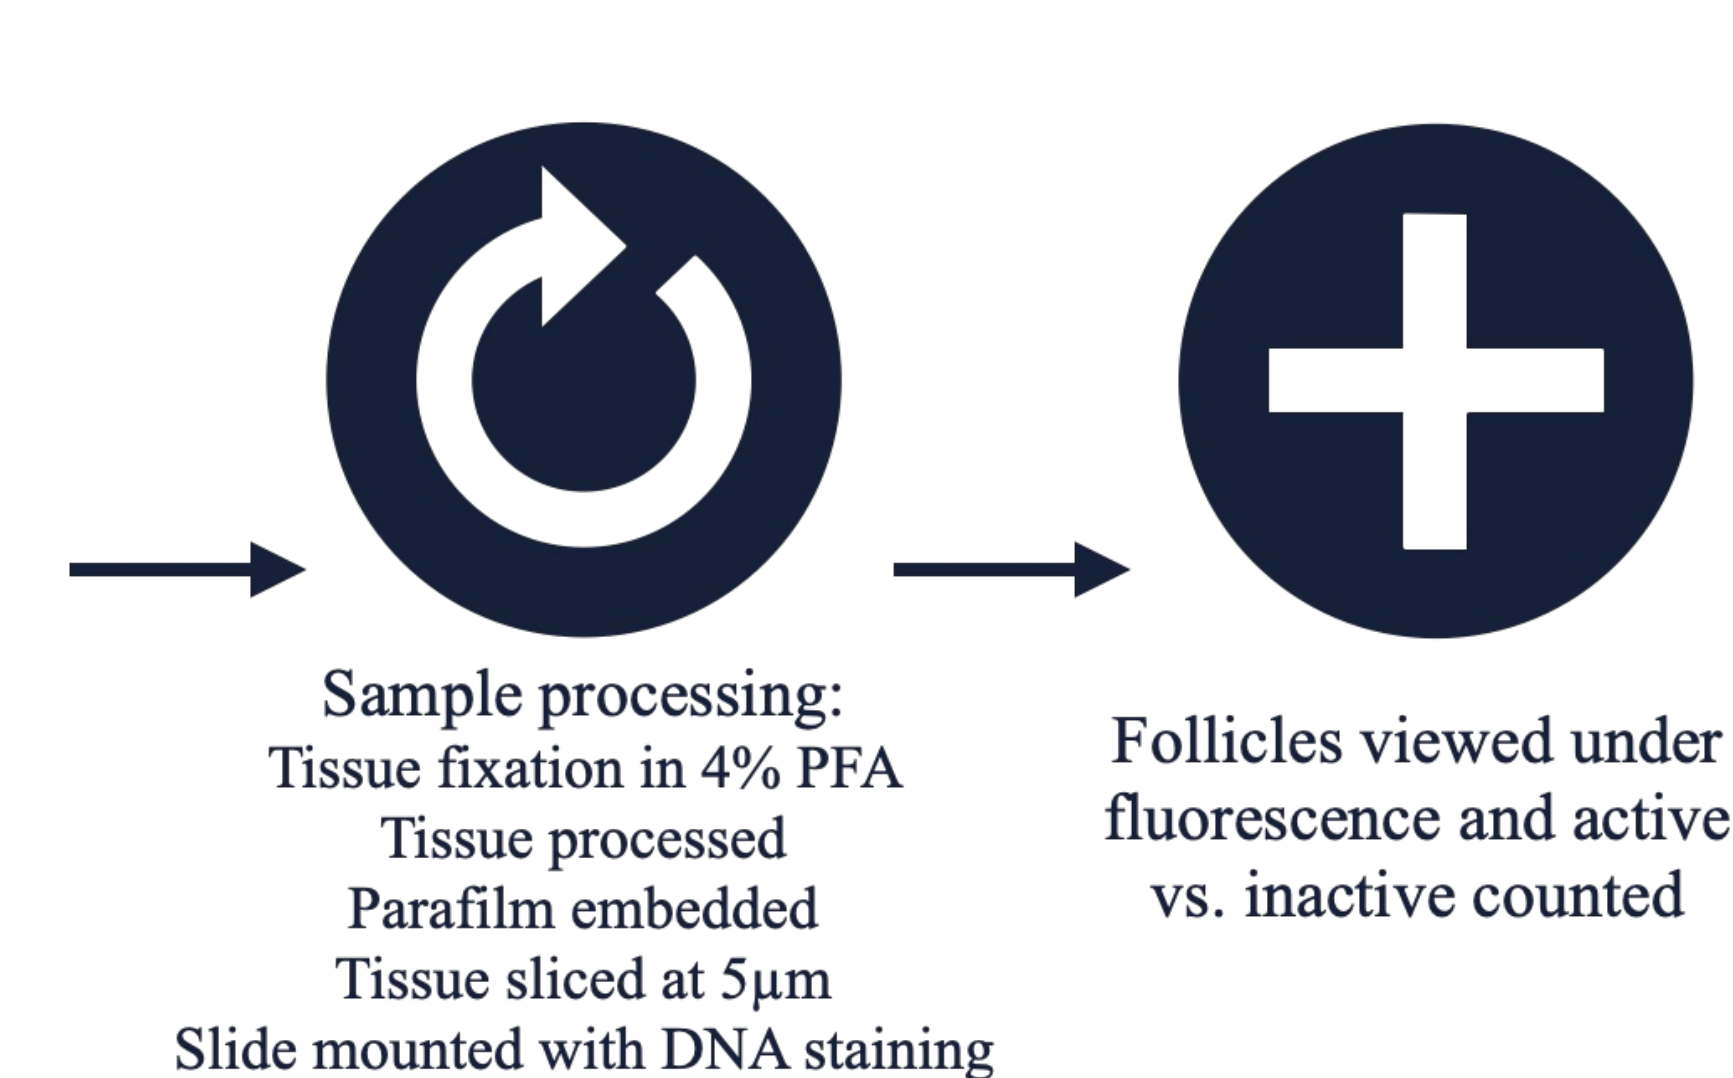 Sample processing:
Tissue fixation in 4% PFA
Tissue processed
Parafilm embedded
Tissue sliced at 5µm
Slide mounted with DNA staining
Follicles viewed under
fluorescence and active
vs. inactive counted